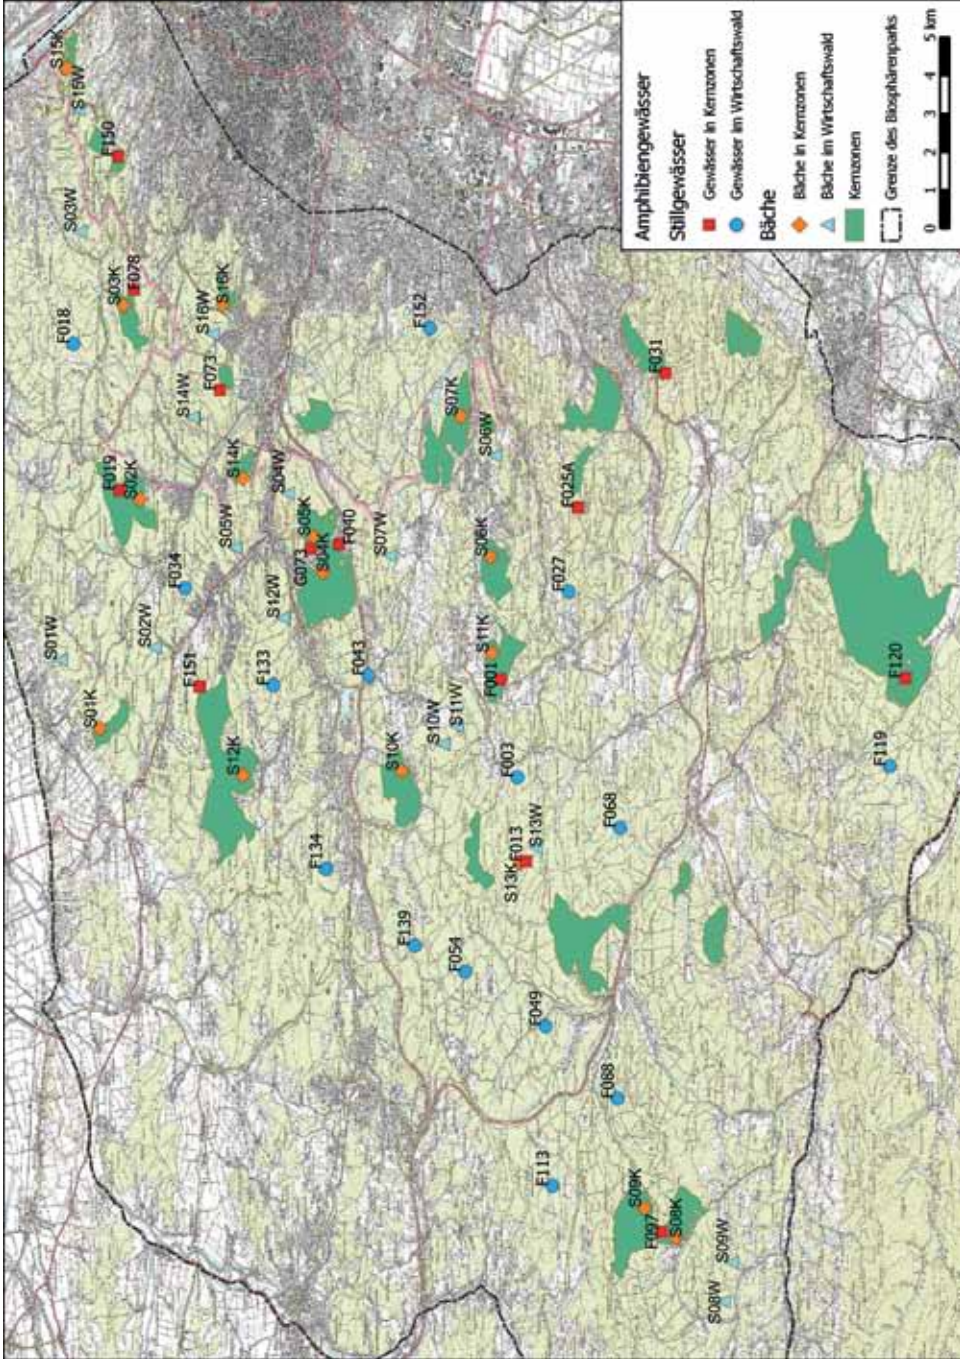 S15K
S15W
F150
S03W
F078
S03K
F018
S16K
S16W
F073
S14W
F152
F031
S07K
S06W
F025A
F019
S02K
S14K
S04W
S05W
S05K
G073
S04K
F040
S07W
S06K
F027
F034
S12W
S01W
S02W
F151
F133
F043
S11K
F001
F120
S01K
S12K
S11W
S10W
S10K
F003
F119
F134
F013
S13K
S13W
F068
F139
F054
F049
F088
F113
S09K
F097
S08K
S09W
S08W
Amphibiengewässer
Stillgewässer
Gewässer in Kernzonen
Gewässer im Wirtschaftswald
Bäche
Bäche in Kernzonen
Bäche im Wirtschaftswald
Kernzonen
Grenze des Biosphärenparks
0 1 2 3 4 5 km